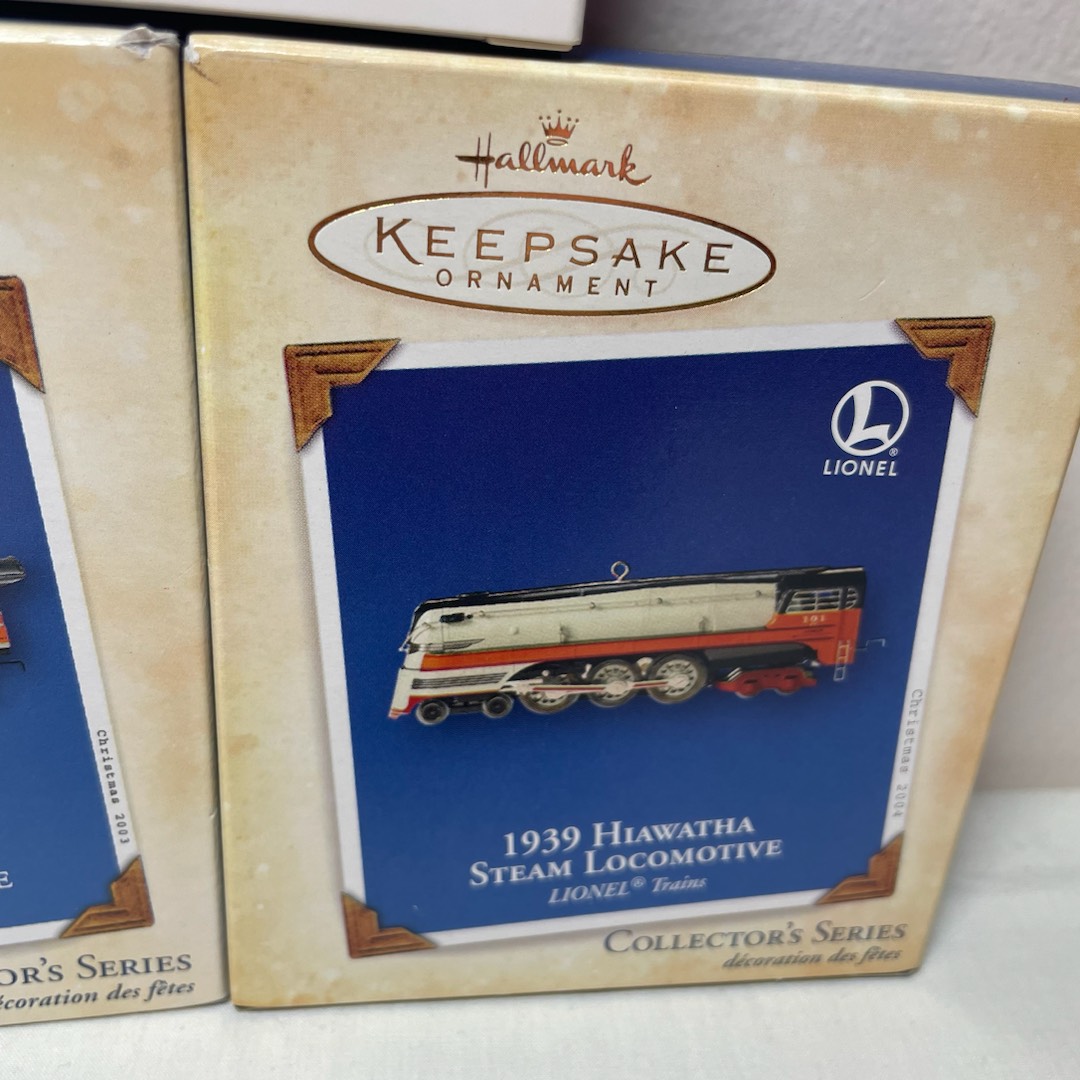 Hallmark
KEEPSAKE
ORNAMENT
L®
LIONEL
101
Christmas 2004
1939 HIAWATHA
STEAM LOCOMOTIVE
LIONEL® Trains
COLLECTOR'S SERIES
décoration des fêtes
Christmas 2003
E
OR'S SERIES
écoration des fêtes